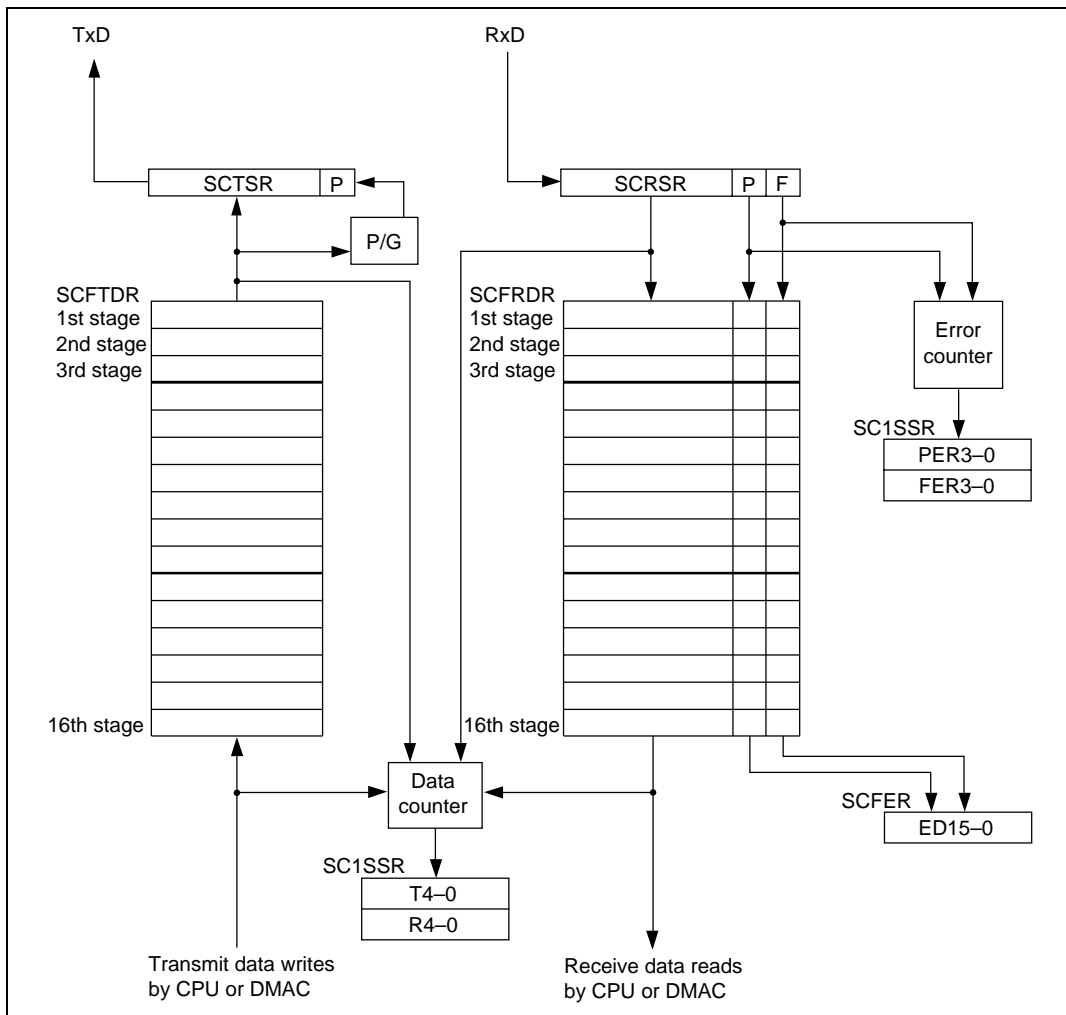 TxD
RxD
SCTSR
P
SCRSR
P
F
P/G
SCFTDR
1st stage
2nd stage
3rd stage
16th stage
SCFRDR
1st stage
2nd stage
3rd stage
16th stage
Error
counter
SC1SSR
PER3–0
FER3–0
Data
counter
SC1SSR
T4–0
R4–0
SCFER
ED15–0
Transmit data writes
by CPU or DMAC
Receive data reads
by CPU or DMAC